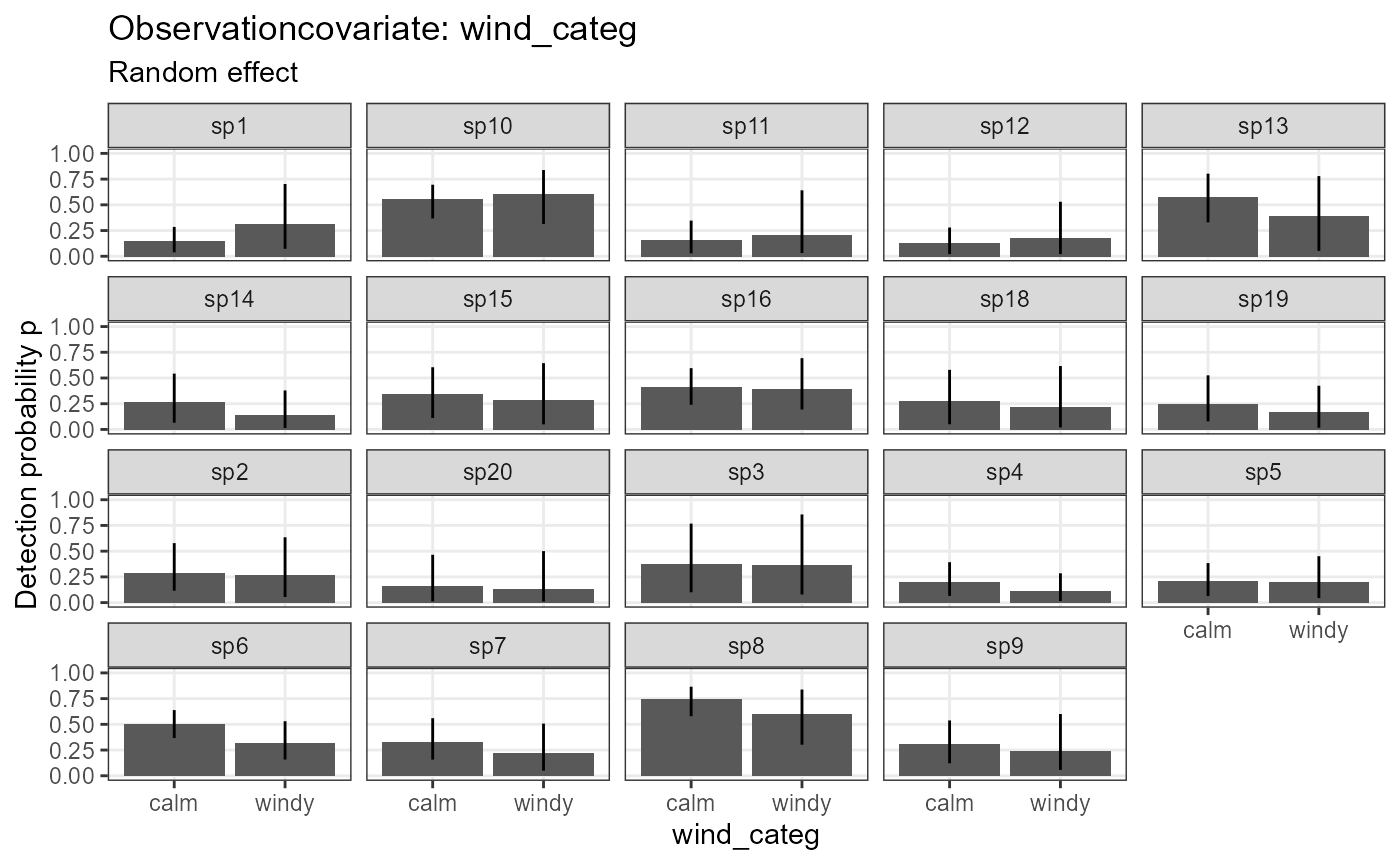 Observationcovariate: wind_categ
Random effect
sp1 sp10 sp11 sp12 sp13
1.00
0.75
0.50
0.25
0.00
sp14 sp15 sp16 sp18 sp19
1.00
0.75
0.50
0.25
0.00
sp2 sp20 sp3 sp4 sp5
1.00
0.75
0.50
0.25
0.00
calm windy
sp6 sp7 sp8 sp9
1.00
0.75
0.50
0.25
0.00
calm windy calm windy calm windy calm windy
wind_categ
Detection probability p